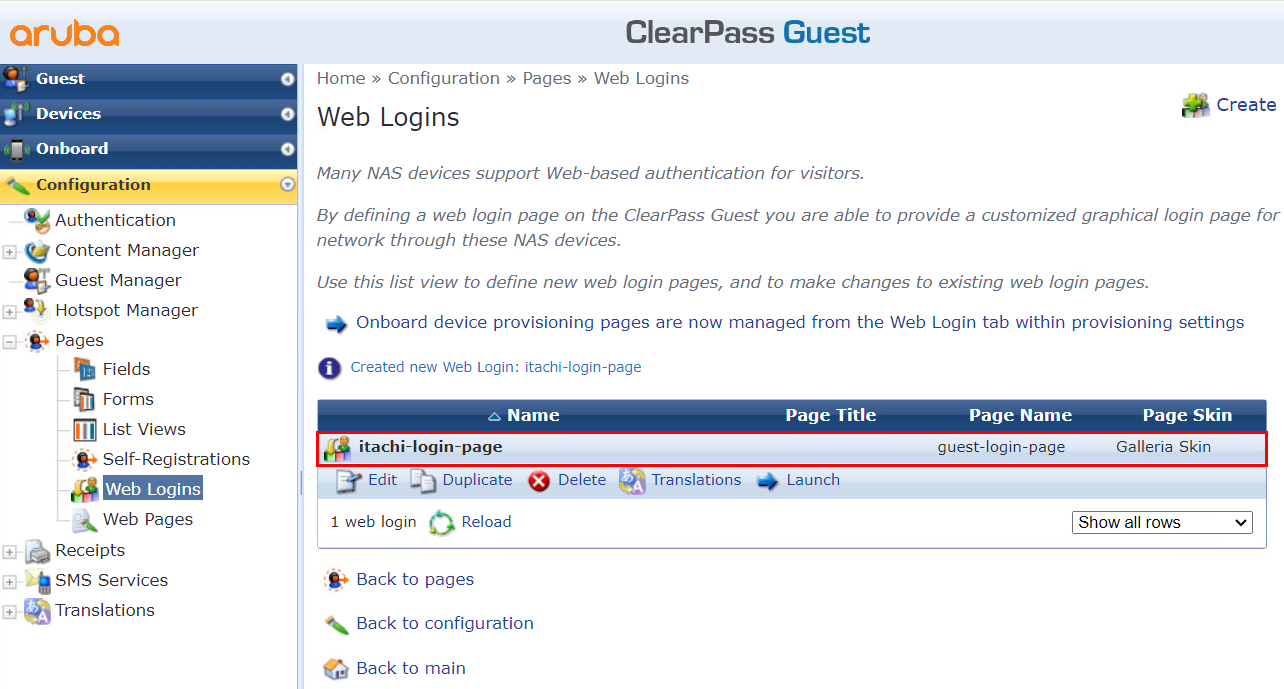 aruba
ClearPass Guest
Guest
Devices
Onboard
Configuration
Authentication
Content Manager
Guest Manager
Hotspot Manager
Pages
Fields
Forms
List Views
Self-Registrations
Web Logins
Web Pages
Receipts
SMS Services
Translations
Home » Configuration » Pages » Web Logins
Web Logins
Create
Many NAS devices support Web-based authentication for visitors.
By defining a web login page on the ClearPass Guest you are able to provide a customized graphical login page for
network through these NAS devices.
Use this list view to define new web login pages, and to make changes to existing web login pages.
Onboard device provisioning pages are now managed from the Web Login tab within provisioning settings
Created new Web Login: itachi-login-page
Name Page Title Page Name Page Skin
itachi-login-page guest-login-page Galleria Skin
Edit Duplicate Delete Translations Launch
1 web login Reload Show all rows
Back to pages
Back to configuration
Back to main